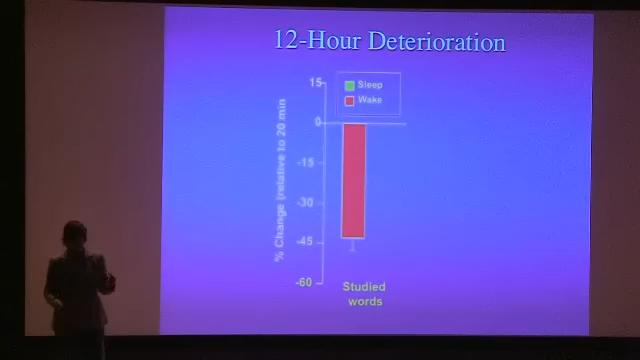 12-Hour Deterioration
Sleep
Wake
% Change (relative to 20 min
15
0
-15
-30
-45
-60
Studied
words